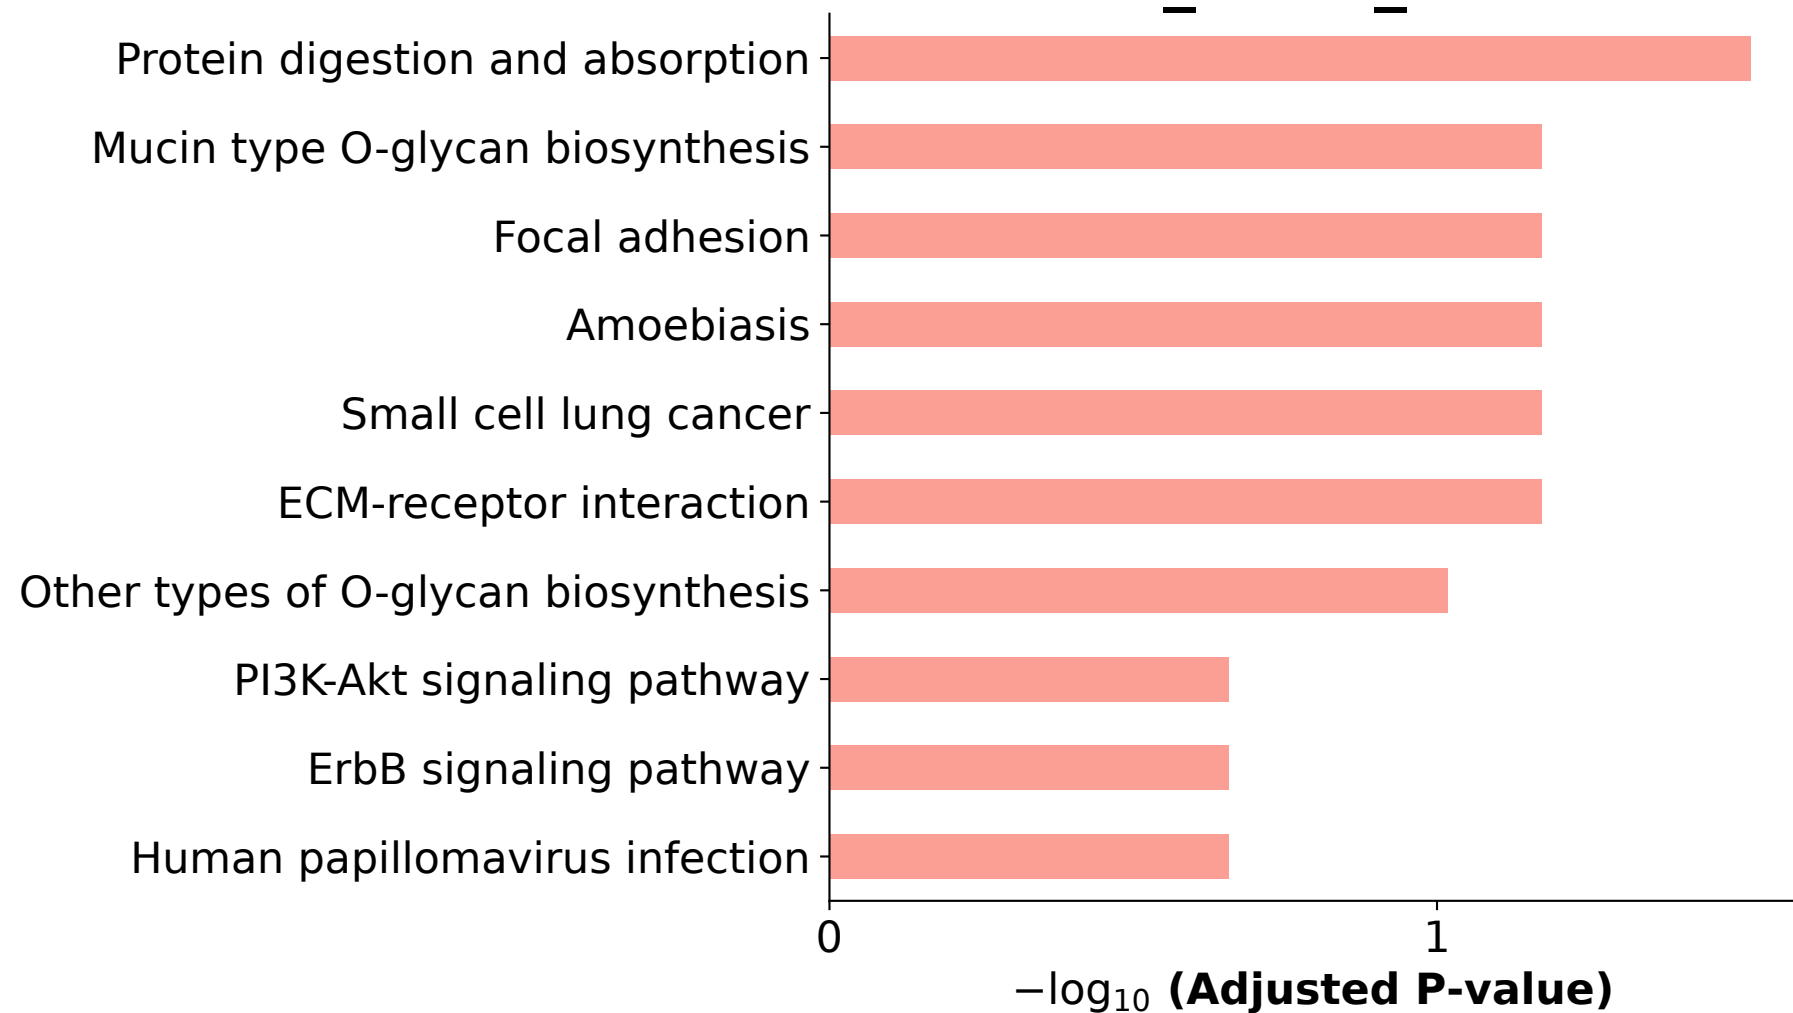 Protein digestion and absorption
Mucin type O-glycan biosynthesis
Focal adhesion
Amoebiasis
Small cell lung cancer
ECM-receptor interaction
Other types of O-glycan biosynthesis
PI3K-Akt signaling pathway
ErbB signaling pathway
Human papillomavirus infection
0 1
−log₁₀ (Adjusted P-value)